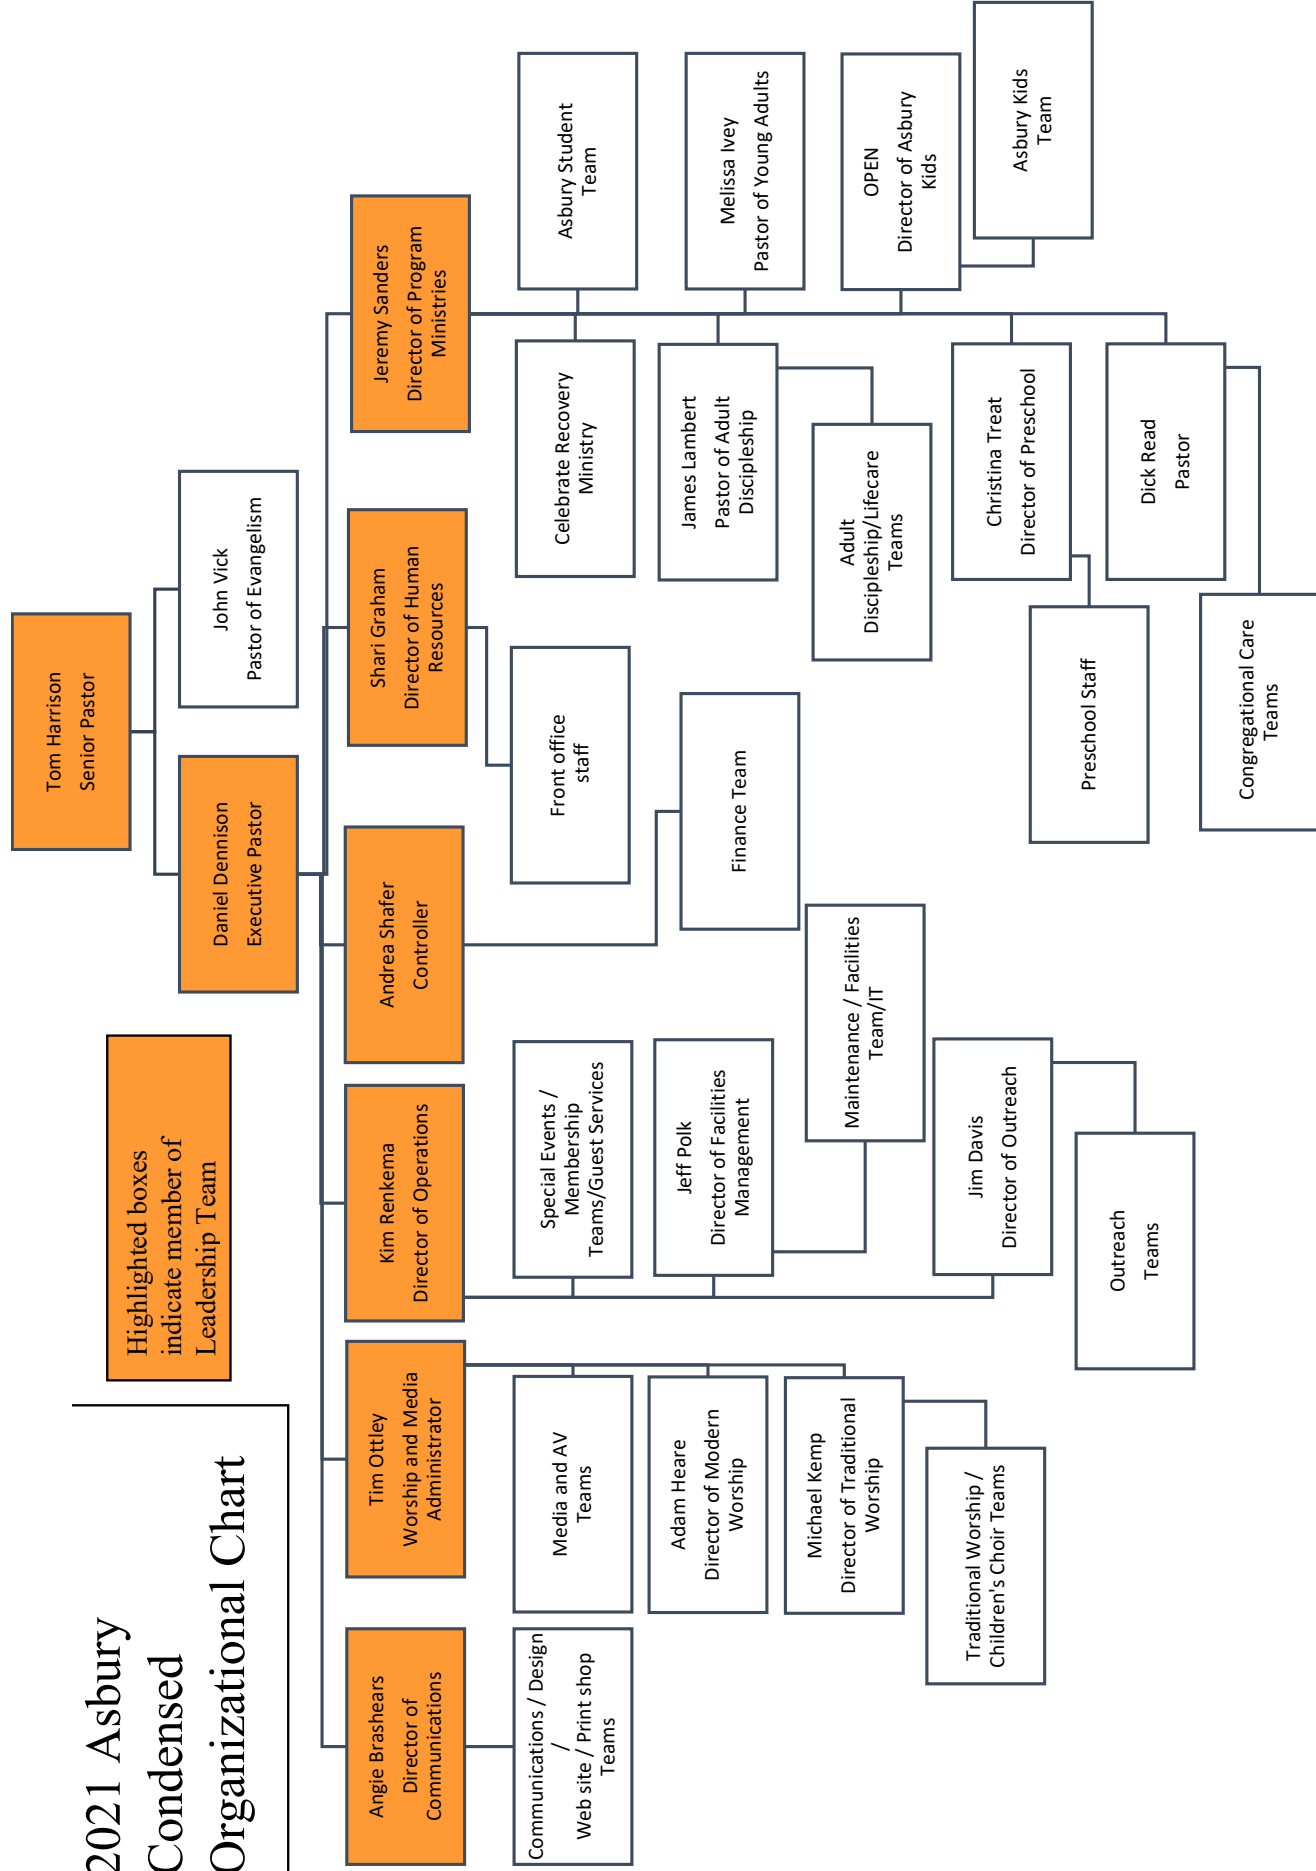 2021 Asbury
Condensed
Organizational Chart
Highlighted boxes
indicate member of
Leadership Team
Tom Harrison
Senior Pastor
Daniel Dennison
Executive Pastor
John Vick
Pastor of Evangelism
Angie Brashears
Director of
Communications
Tim Ottley
Worship and Media
Administrator
Kim Renkema
Director of Operations
Andrea Shafer
Controller
Shari Graham
Director of Human
Resources
Jeremy Sanders
Director of Program
Ministries
Communications / Design
/
Web site / Print shop
Teams
Media and AV
Teams
Adam Heare
Director of Modern
Worship
Michael Kemp
Director of Traditional
Worship
Traditional Worship /
Children's Choir Teams
Special Events /
Membership
Teams/Guest Services
Jeff Polk
Director of Facilities
Management
Maintenance / Facilities
Team/IT
Jim Davis
Director of Outreach
Outreach
Teams
Finance Team
Front office
staff
Celebrate Recovery
Ministry
Asbury Student
Team
James Lambert
Pastor of Adult
Discipleship
Melissa Ivey
Pastor of Young Adults
Adult
Discipleship/Lifecare
Teams
OPEN
Director of Asbury
Kids
Asbury Kids
Team
Christina Treat
Director of Preschool
Preschool Staff
Dick Read
Pastor
Congregational Care
Teams